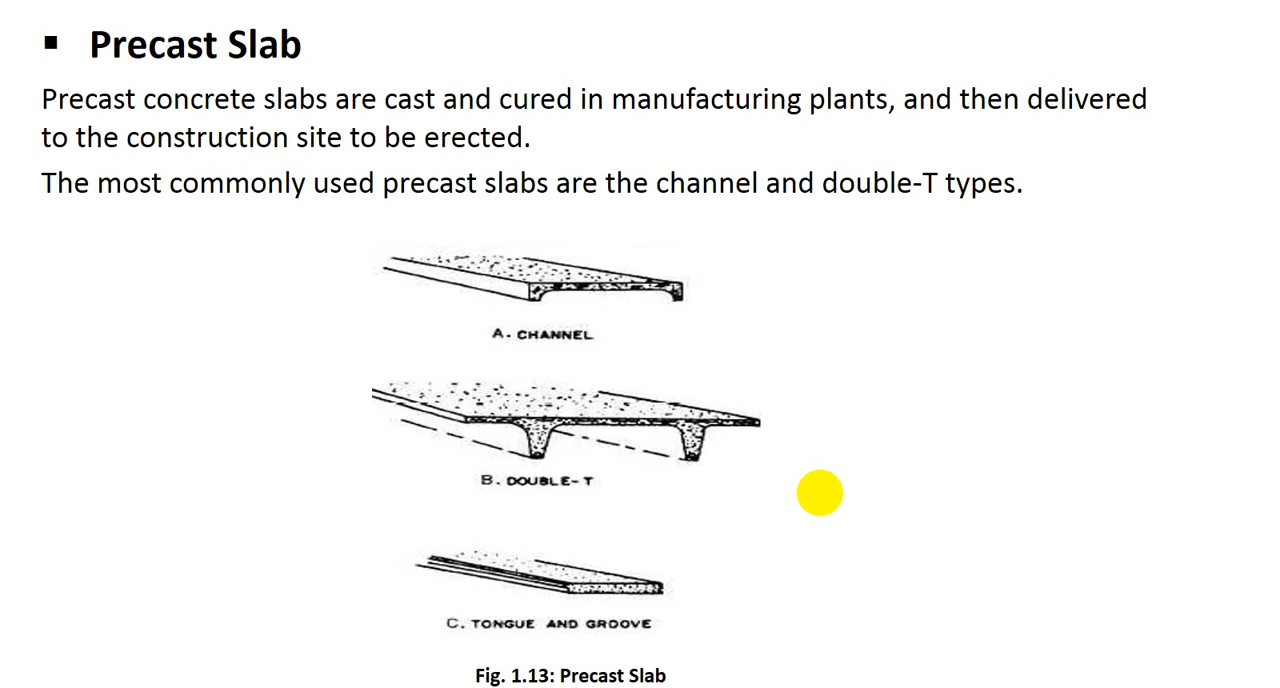 ▪ Precast Slab
Precast concrete slabs are cast and cured in manufacturing plants, and then delivered
to the construction site to be erected.
The most commonly used precast slabs are the channel and double-T types.
A. CHANNEL
B. DOUBLE-T
C. TONGUE AND GROOVE
Fig. 1.13: Precast Slab